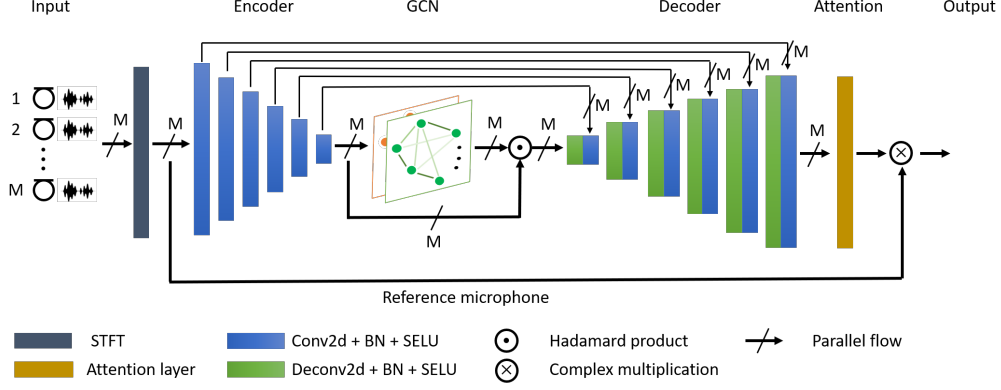 Input Encoder GCN Decoder Attention Output
M M M M M M
1
2
M
M M M M M M
M
Reference microphone
STFT Conv2d + BN + SELU Hadamard product Parallel flow
Attention layer Deconv2d + BN + SELU Complex multiplication